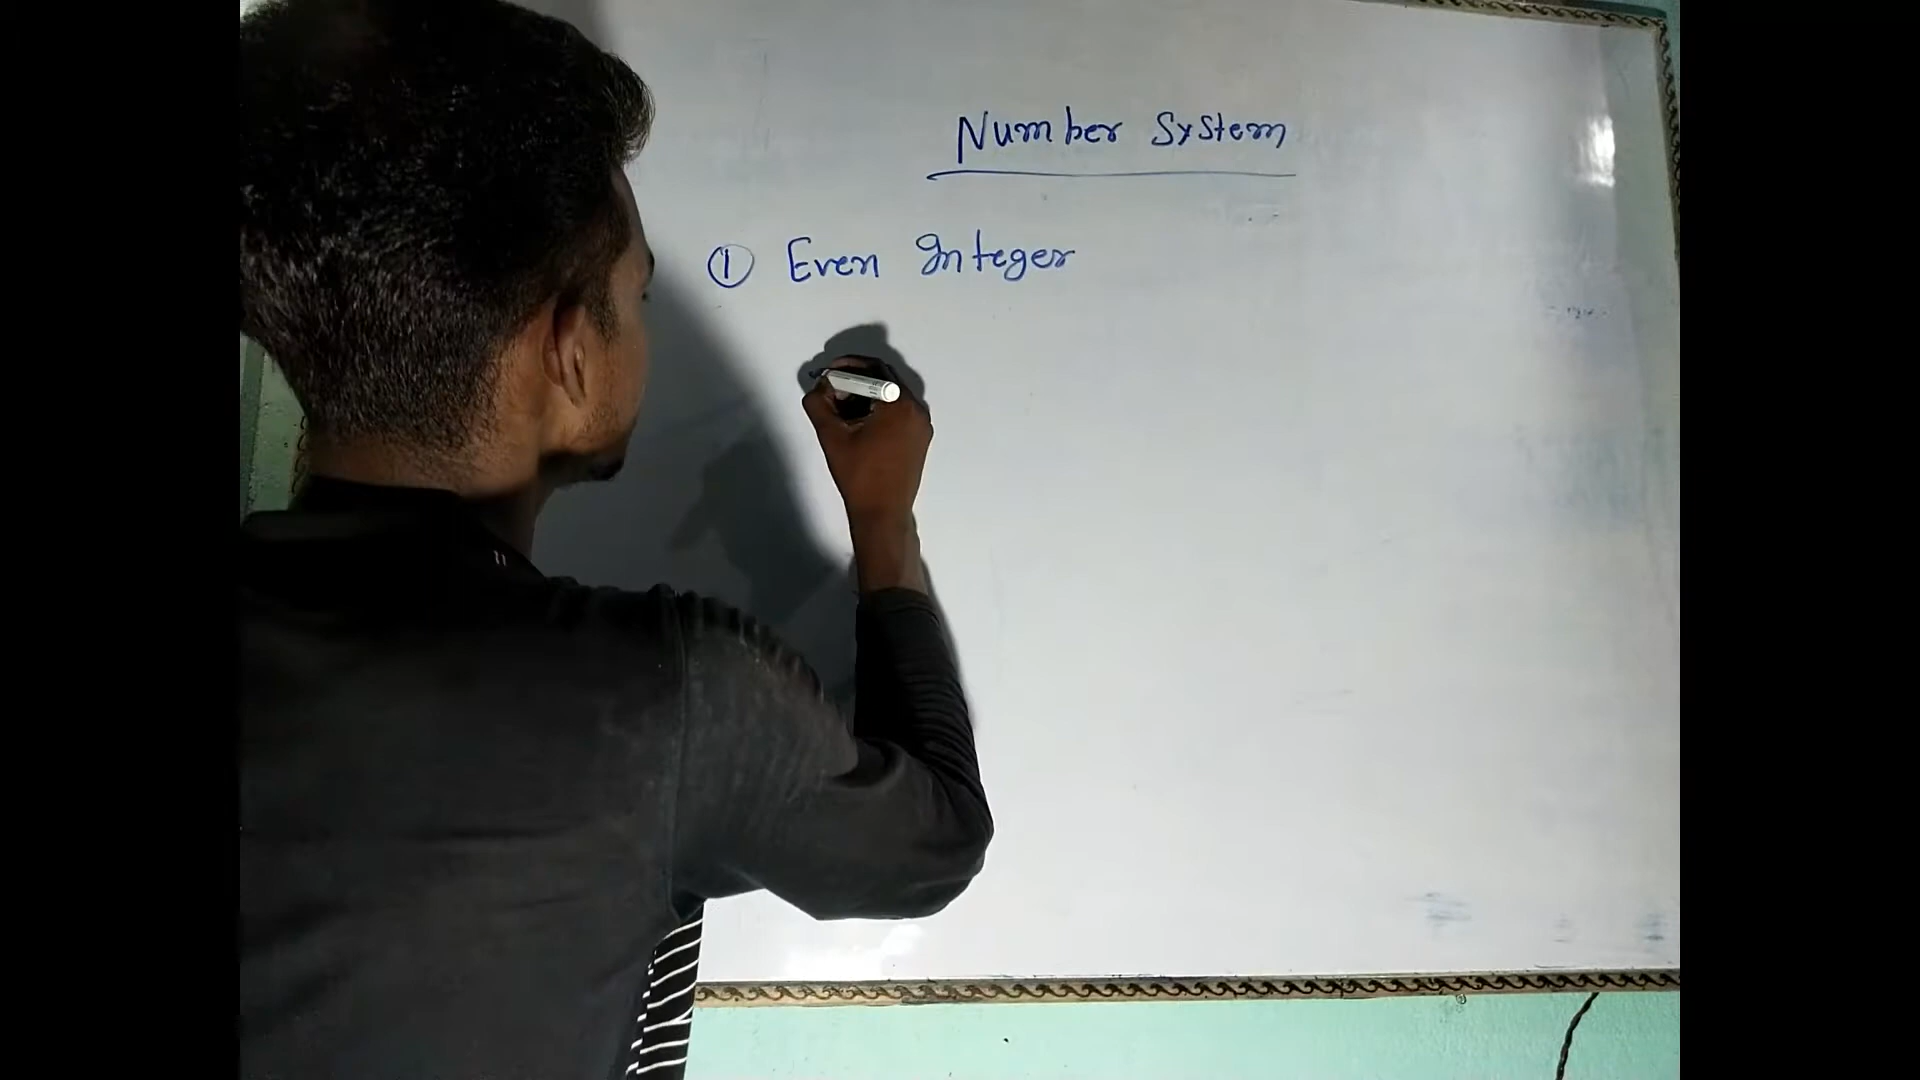 Number System
① Even Integer